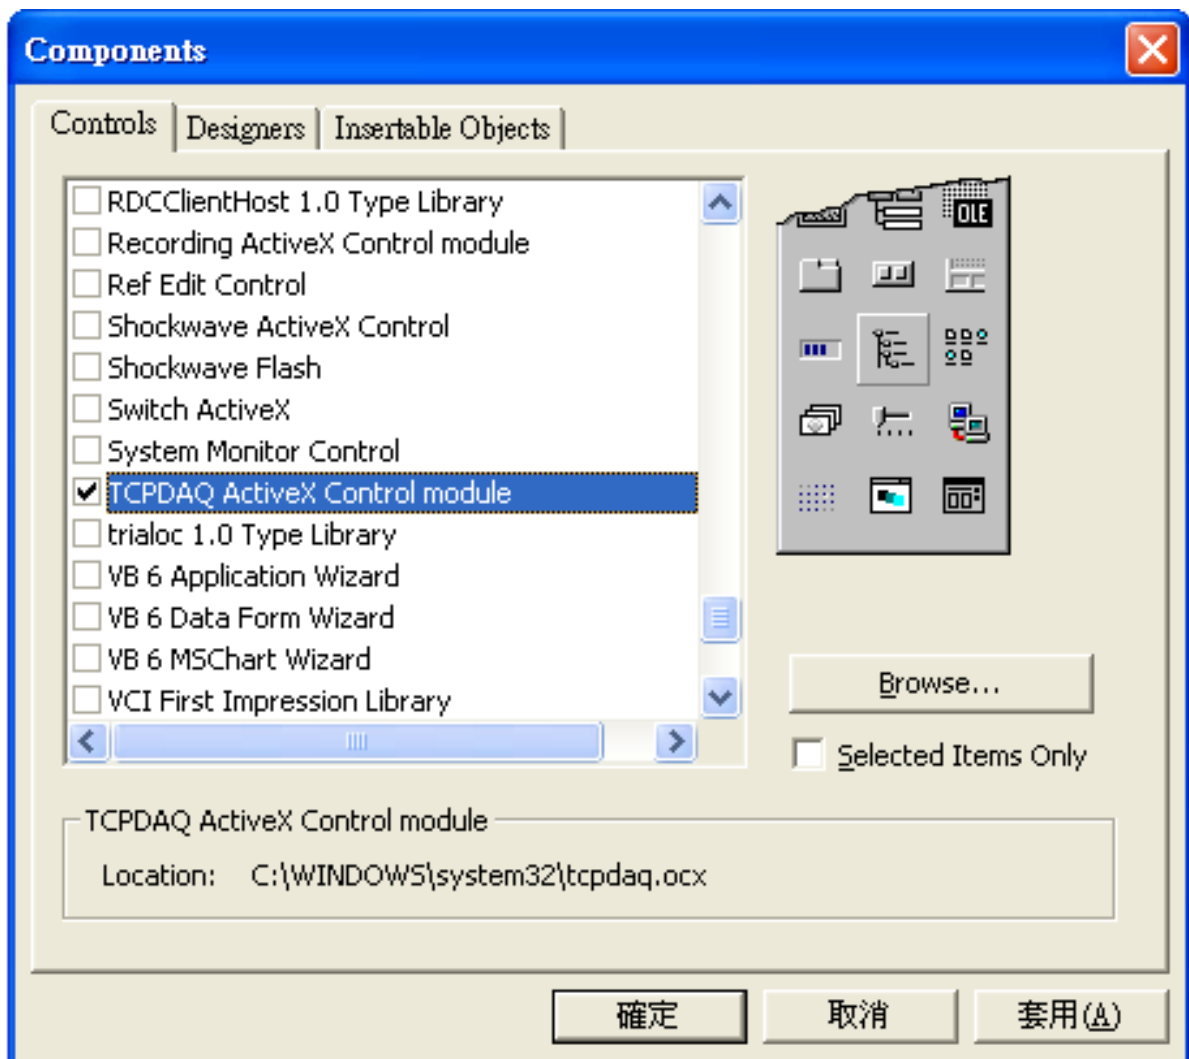 Components
Controls
Designers
Insertable Objects
RDCClientHost 1.0 Type Library
Recording ActiveX Control module
Ref Edit Control
Shockwave ActiveX Control
Shockwave Flash
Switch ActiveX
System Monitor Control
TCPDAQ ActiveX Control module
trialoc 1.0 Type Library
VB 6 Application Wizard
VB 6 Data Form Wizard
VB 6 MSChart Wizard
VCI First Impression Library
OLE
Browse...
Selected Items Only
TCPDAQ ActiveX Control module
Location: C:\WINDOWS\system32\tcpdaq.ocx
確定
取消
套用(A)